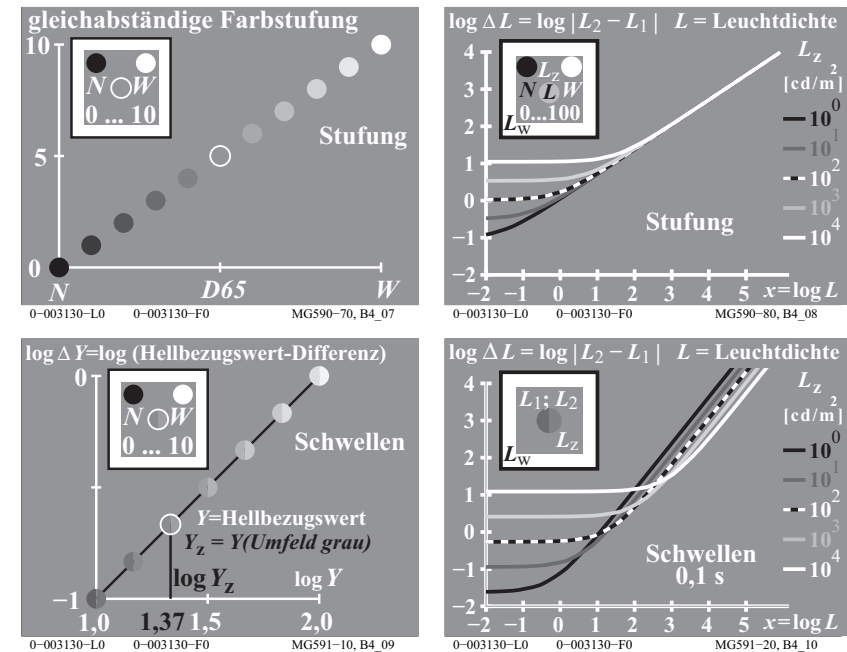 gleichabständige Farbstufung
10
N W
0 ... 10
Stufung
5
0
N D65 W
0−003130−L0 0−003130−F0 MG590−70, B4_07
log Δ L = log | L2 − L1 | L = Leuchtdichte
4
3
2
1
0
−1
−2
Lz
N L W
0...100
LW
Lz
[cd/m2]
10^0
10^1
10^2
10^3
10^4
Stufung
−2 −1 0 1 2 3 4 5 x=log L
0−003130−L0 0−003130−F0 MG590−80, B4_08
log Δ Y=log (Hellbezugswert-Differenz)
0
N W
0 ... 10
Schwellen
Y=Hellbezugswert
Yz = Y(Umfeld grau)
log Yz log Y
−1
1,0 1,37 1,5 2,0
0−003130−L0 0−003130−F0 MG591−10, B4_09
log Δ L = log | L2 − L1 | L = Leuchtdichte
4
3
2
1
0
−1
−2
L1; L2
Lz
LW
Lz
[cd/m2]
10^0
10^1
10^2
10^3
10^4
Schwellen
0,1 s
−2 −1 0 1 2 3 4 5 x=log L
0−003130−L0 0−003130−F0 MG591−20, B4_10